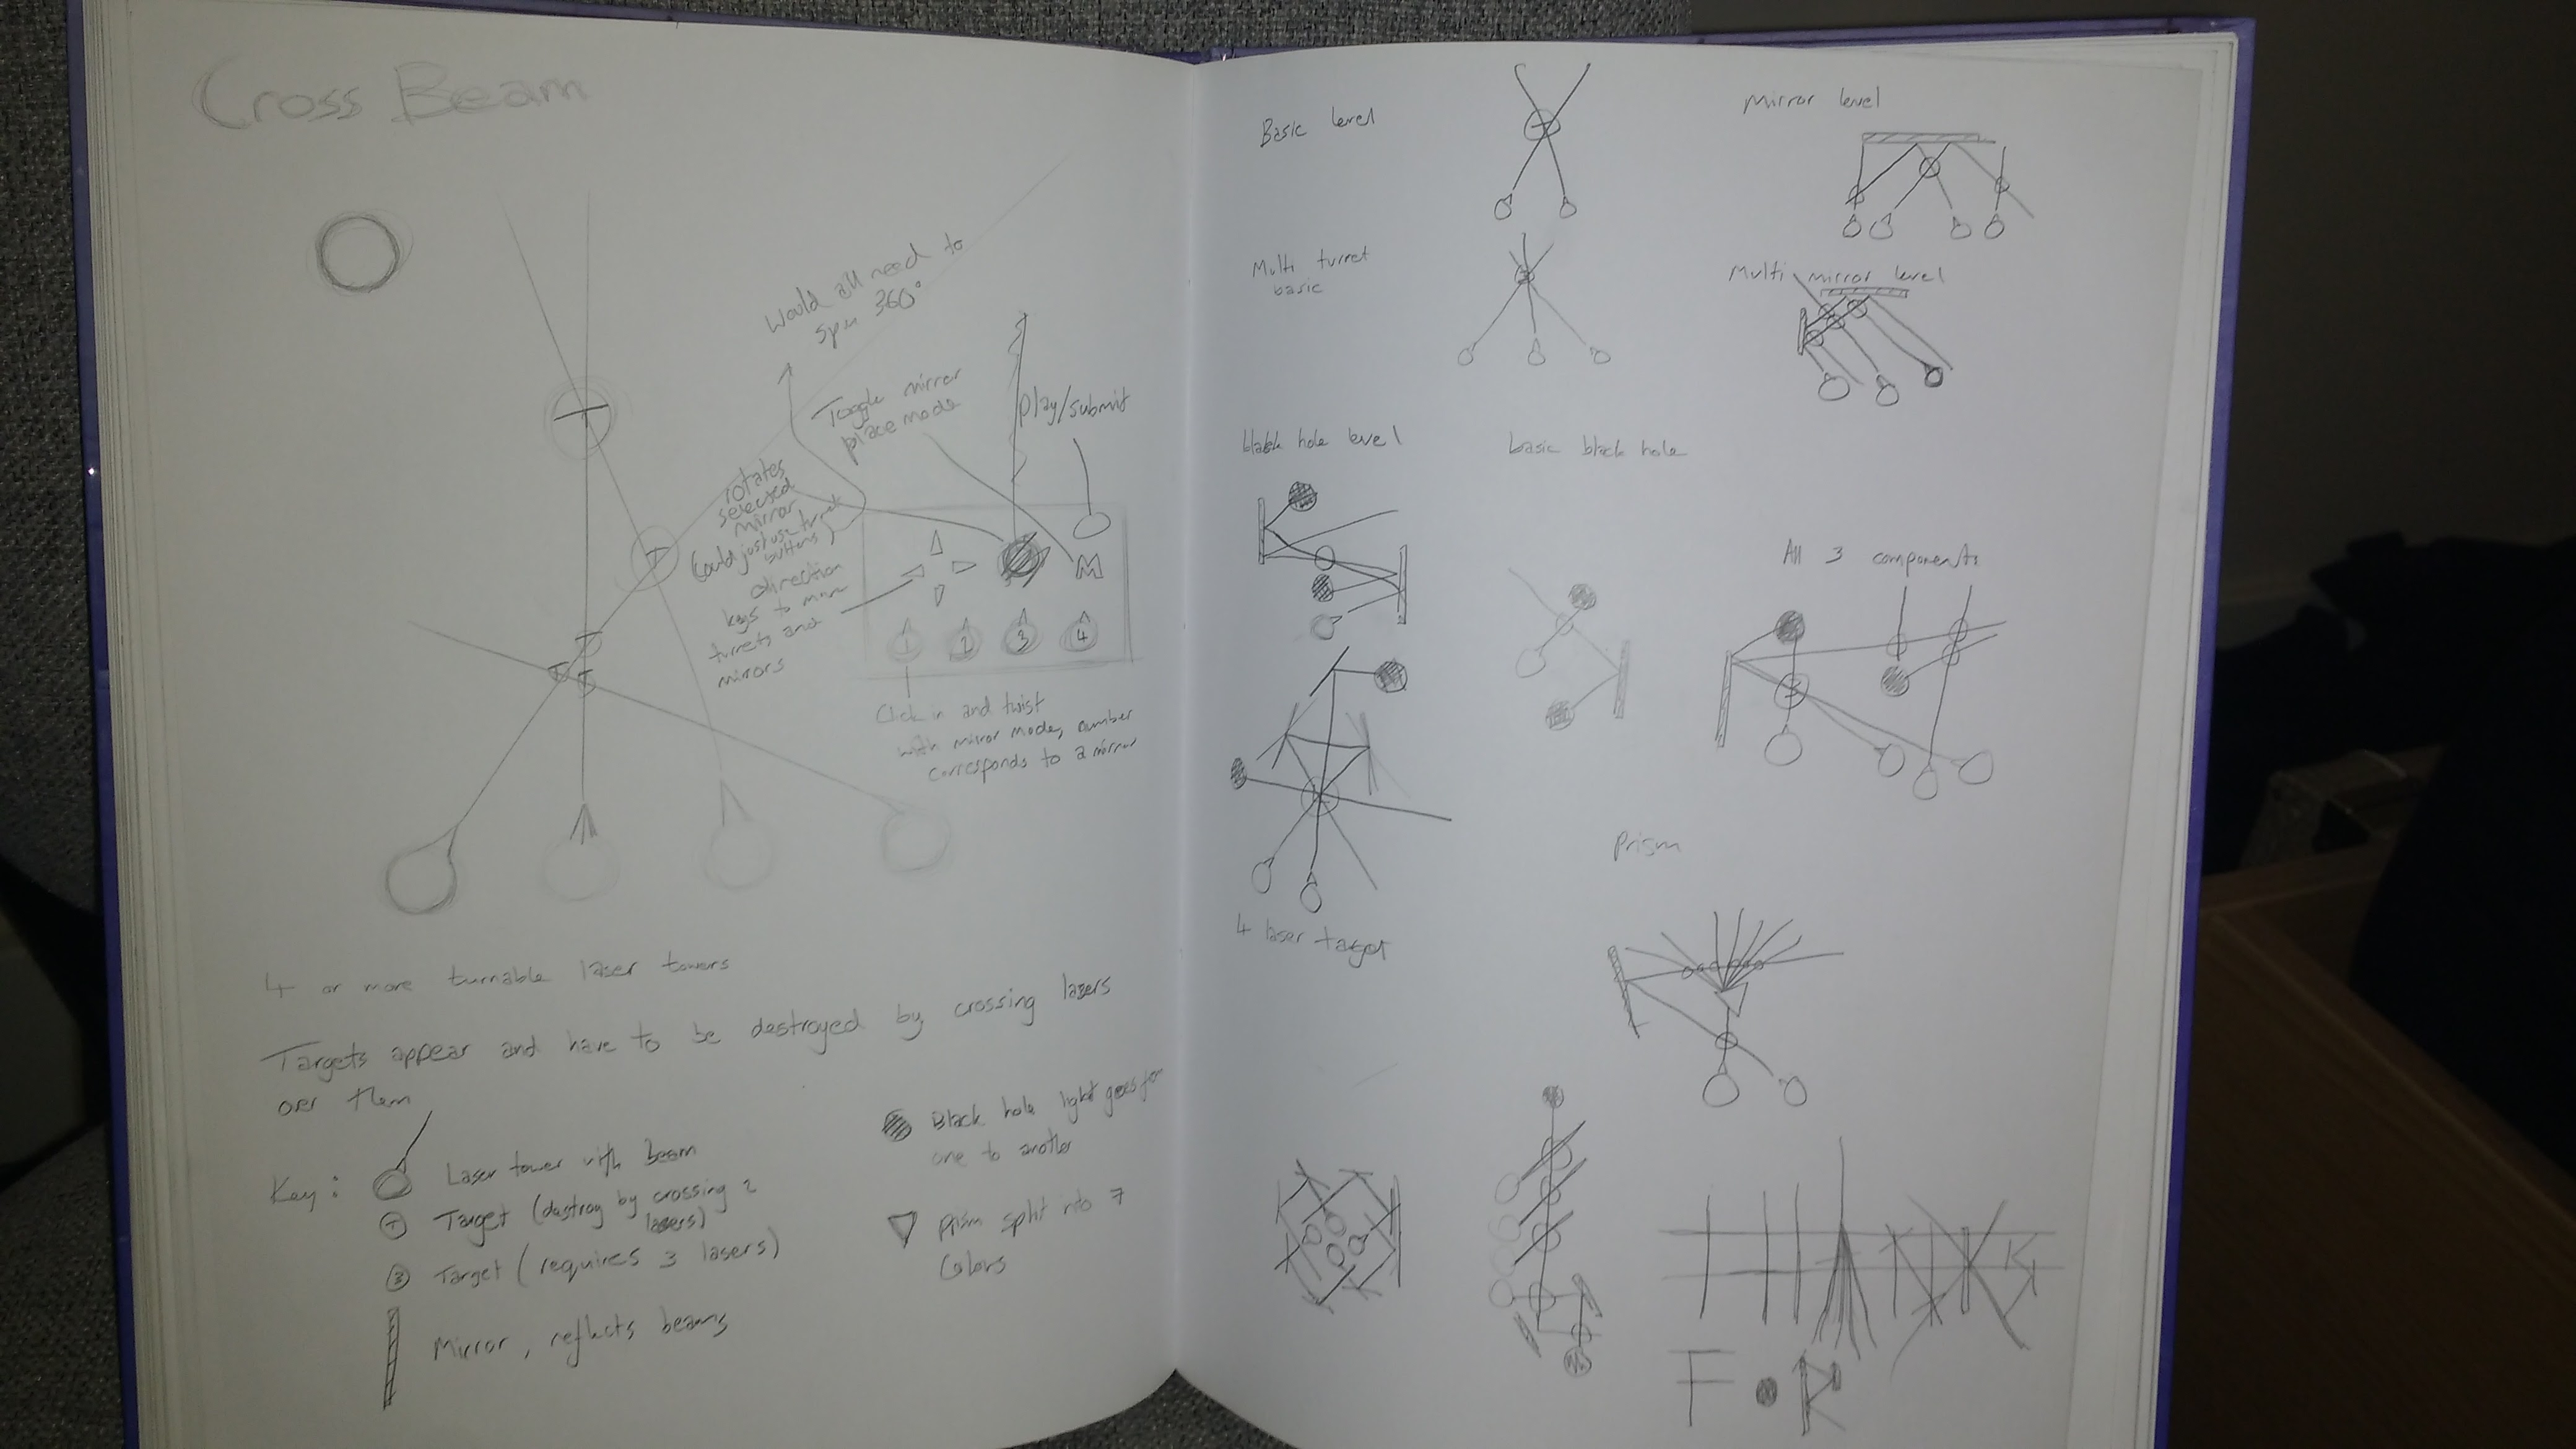 Cross Beam
Would all need to
spin 360°
Toggle mirror
place mode
Play/submit
rotates
selected
mirror
(could just use turret
buttons)
direction
keys to move
turrets and
mirrors
M
1 2 3 4
Click in and twist
with mirror mode, number
corresponds to a mirror
T
T
T
T
T
4 or more turnable laser towers
Targets appear and have to be destroyed by crossing lasers
over them
Key:
Laser tower with beam
T Target (destroy by crossing 2
lasers)
3 Target (requires 3 lasers)
Mirror, reflects beams
Black hole light goes from
one to another
Prism split into 7
Colors
Basic level
Mirror level
Multi turret
basic
3
Multi mirror level
black hole level
basic black hole
All 3 components
3
4 laser target
Prism
THANKS
F R